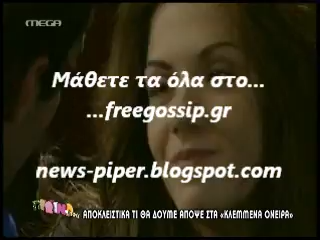 MEGA
Μάθετε τα όλα στο...
...freegossip.gr
news-piper.blogspot.com
ΑΠΟΚΛΕΙΣΤΙΚΑ ΤΙ ΘΑ ΔΟΥΜΕ ΑΠΟΨΕ ΣΤΑ «ΚΛΕΜΜΕΝΑ ΟΝΕΙΡΑ»